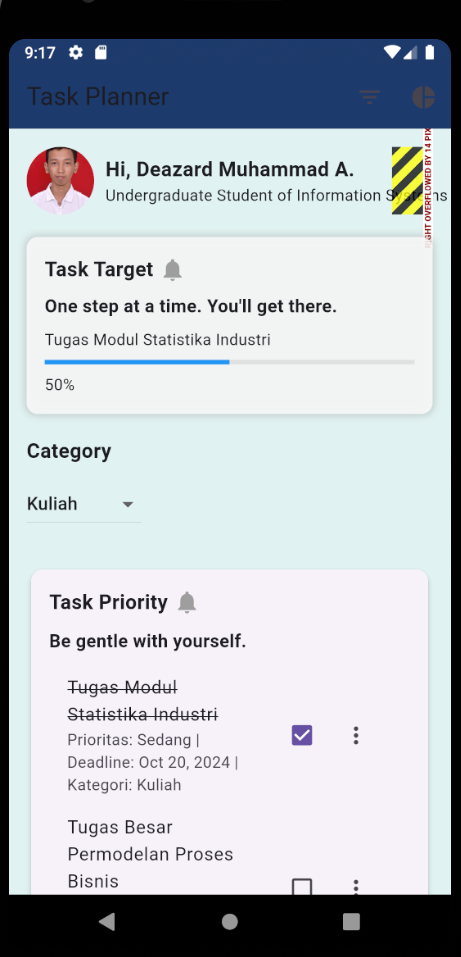 9:17
Task Planner
Hi, Deazard Muhammad A.
Undergraduate Student of Information Systems
OVERFLOWED BY 14 PIX
Task Target
One step at a time. You'll get there.
Tugas Modul Statistika Industri
50%
Category
Kuliah
Task Priority
Be gentle with yourself.
Tugas Modul
Statistika Industri
Prioritas: Sedang |
Deadline: Oct 20, 2024 |
Kategori: Kuliah
Tugas Besar
Permodelan Proses
Bisnis